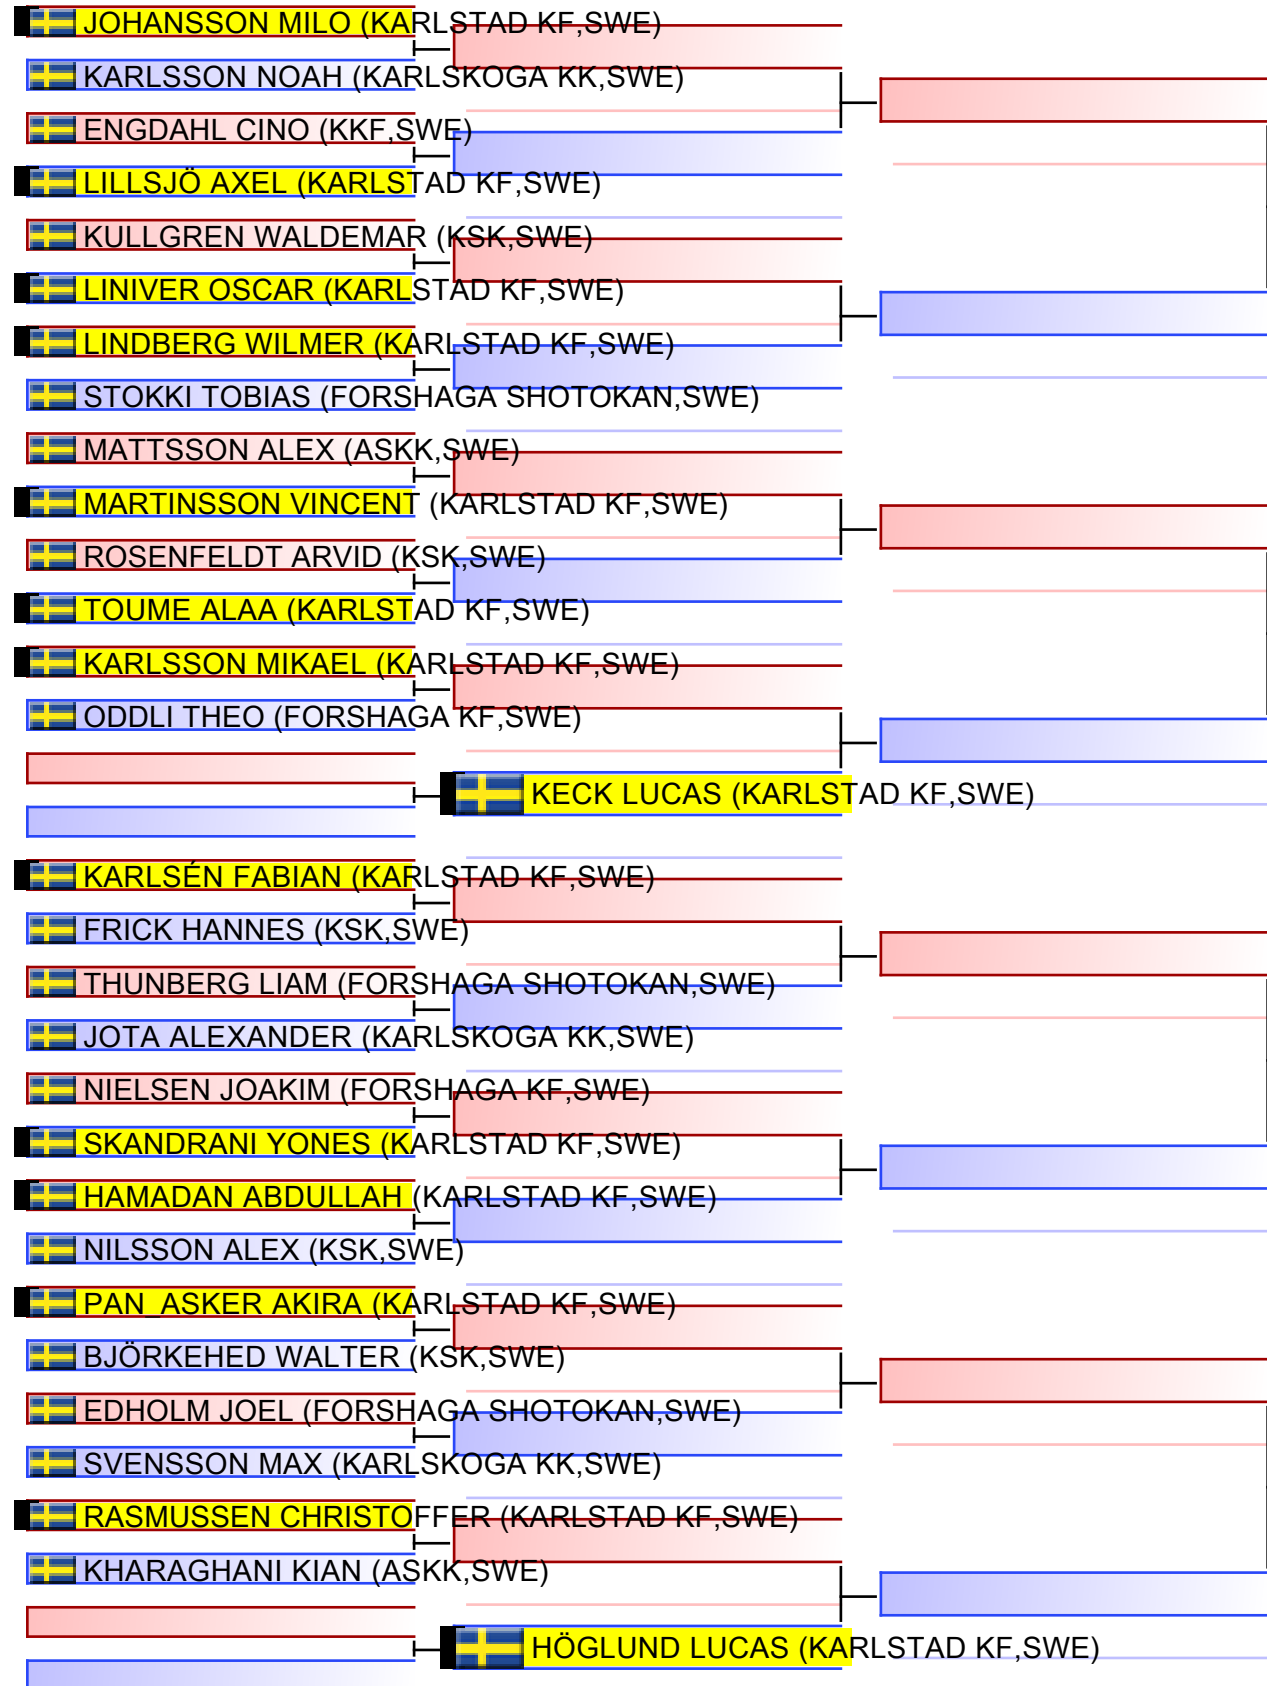 JOHANSSON MILO (KARLSTAD KF,SWE)
KARLSSON NOAH (KARLSKOGA KK,SWE)
ENGDAHL CINO (KKF,SWE)
LILLSJÖ AXEL (KARLSTAD KF,SWE)
KULLGREN WALDEMAR (KSK,SWE)
LINIVER OSCAR (KARLSTAD KF,SWE)
LINDBERG WILMER (KARLSTAD KF,SWE)
STOKKI TOBIAS (FORSHAGA SHOTOKAN,SWE)
MATTSSON ALEX (ASKK,SWE)
MARTINSSON VINCENT (KARLSTAD KF,SWE)
ROSENFELDT ARVID (KSK,SWE)
TOUME ALAA (KARLSTAD KF,SWE)
KARLSSON MIKAEL (KARLSTAD KF,SWE)
ODDLI THEO (FORSHAGA KF,SWE)
KECK LUCAS (KARLSTAD KF,SWE)
KARLSÉN FABIAN (KARLSTAD KF,SWE)
FRICK HANNES (KSK,SWE)
THUNBERG LIAM (FORSHAGA SHOTOKAN,SWE)
JOTA ALEXANDER (KARLSKOGA KK,SWE)
NIELSEN JOAKIM (FORSHAGA KF,SWE)
SKANDRANI YONES (KARLSTAD KF,SWE)
HAMADAN ABDULLAH (KARLSTAD KF,SWE)
NILSSON ALEX (KSK,SWE)
PAN_ASKER AKIRA (KARLSTAD KF,SWE)
BJÖRKEHED WALTER (KSK,SWE)
EDHOLM JOEL (FORSHAGA SHOTOKAN,SWE)
SVENSSON MAX (KARLSKOGA KK,SWE)
RASMUSSEN CHRISTOFFER (KARLSTAD KF,SWE)
KHARAGHANI KIAN (ASKK,SWE)
HÖGLUND LUCAS (KARLSTAD KF,SWE)